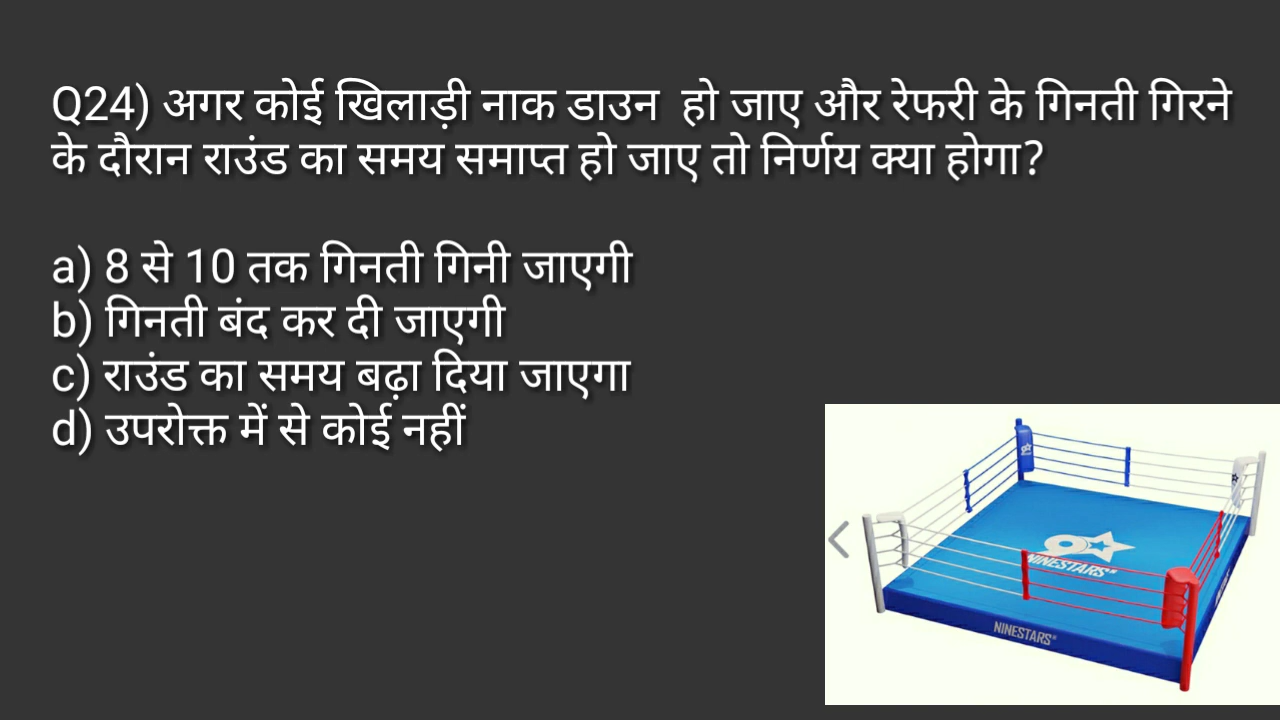 Q24) अगर कोई खिलाड़ी नाक डाउन हो जाए और रेफरी के गिनती गिरने
के दौरान राउंड का समय समाप्त हो जाए तो निर्णय क्या होगा?
a) 8 से 10 तक गिनती गिनी जाएगी
b) गिनती बंद कर दी जाएगी
c) राउंड का समय बढ़ा दिया जाएगा
d) उपरोक्त में से कोई नहीं
NINESTARS
NINESTARS